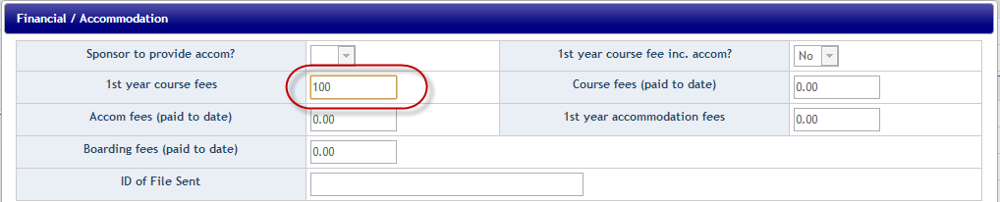 Financial / Accommodation
Sponsor to provide accom? 1st year course fee inc. accom? No
1st year course fees 100 Course fees (paid to date) 0.00
Accom fees (paid to date) 0.00 1st year accommodation fees 0.00
Boarding fees (paid to date) 0.00
ID of File Sent